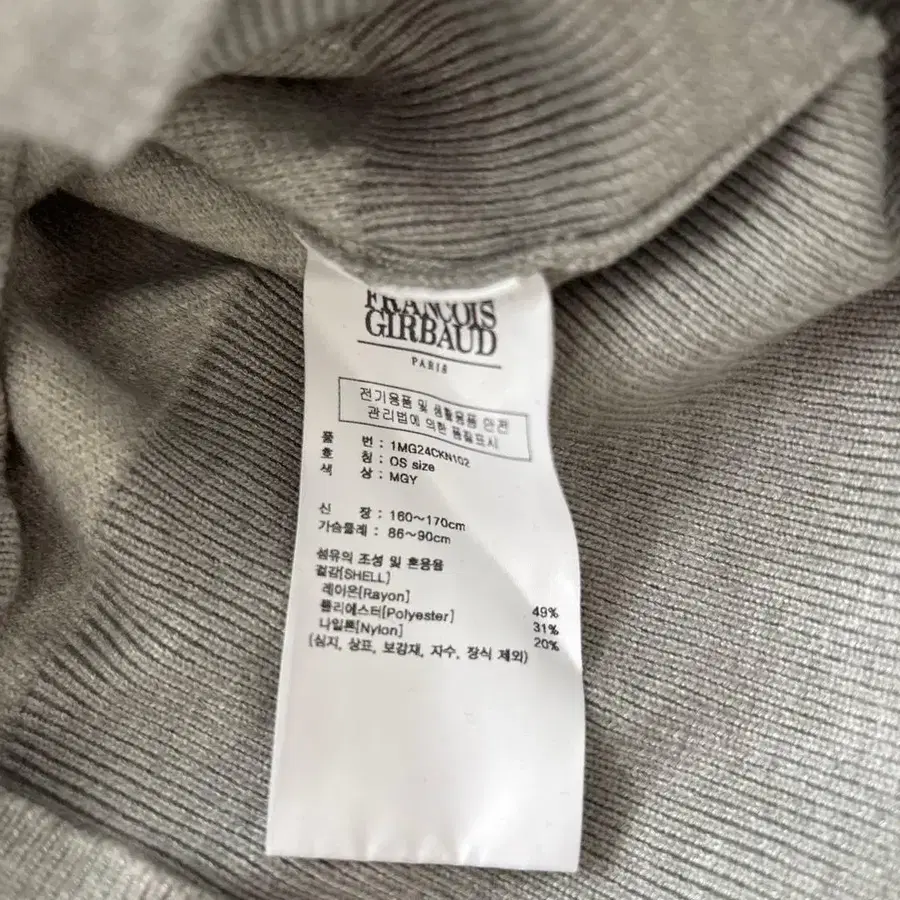 FRANCOIS
GIRBAUD
PARIS
전기용품 및 생활용품 안전
관리법에 의한 품질표시
품 번 : 1MG24CKN102
호 칭 : OS size
색 상 : MGY
신 장 : 160~170cm
가슴둘레 : 86~90cm
섬유의 조성 및 혼용율
겉감[SHELL]
레이온[Rayon] 49%
폴리에스터[Polyester] 31%
나일론[Nylon] 20%
(심지, 상표, 보강재, 자수, 장식 제외)